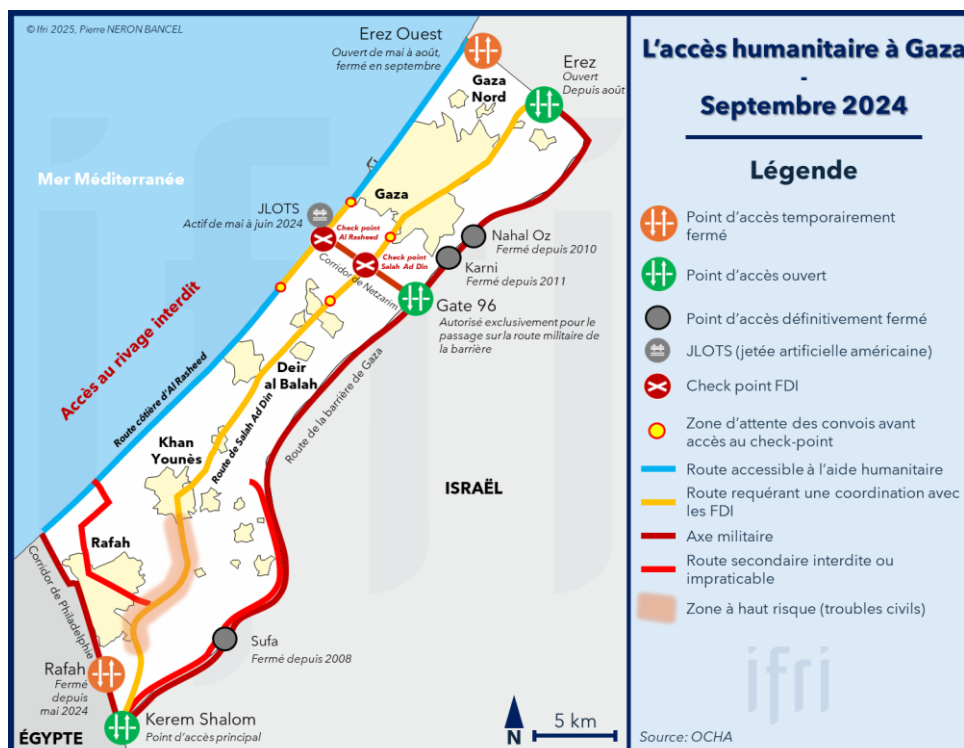 © Ifri 2025, Pierre NERON BANCEL
Erez Ouest
Ouvert de mai à août,
fermé en septembre
Gaza
Nord
Erez
Ouvert
Depuis août
Mer Méditerranée
Gaza
JLOTS
Actif de mai à juin 2024
Check point
Al Rasheed
Check point
Salah Ad Din
Corridor de Netzarim
Nahal Oz
Fermé depuis 2010
Karni
Fermé depuis 2011
Gate 96
Autorisé exclusivement pour le
passage sur la route militaire de
la barrière
Accès au rivage interdit
Route côtière d'Al Rasheed
Deir
al Balah
Route de Salah Ad Din
Route de la barrière de Gaza
Khan
Younès
ISRAËL
Rafah
Corridor de Philadelphie
Sufa
Fermé depuis 2008
Rafah
Fermé
depuis
mai 2024
Kerem Shalom
Point d'accès principal
ÉGYPTE
N
5 km
L'accès humanitaire à Gaza
-
Septembre 2024
Légende
Point d'accès temporairement
fermé
Point d'accès ouvert
Point d'accès définitivement fermé
JLOTS (jetée artificielle américaine)
Check point FDI
Zone d'attente des convois avant
accès au check-point
Route accessible à l'aide humanitaire
Route requérant une coordination avec
les FDI
Axe militaire
Route secondaire interdite ou
impraticable
Zone à haut risque (troubles civils)
ifri
Source: OCHA